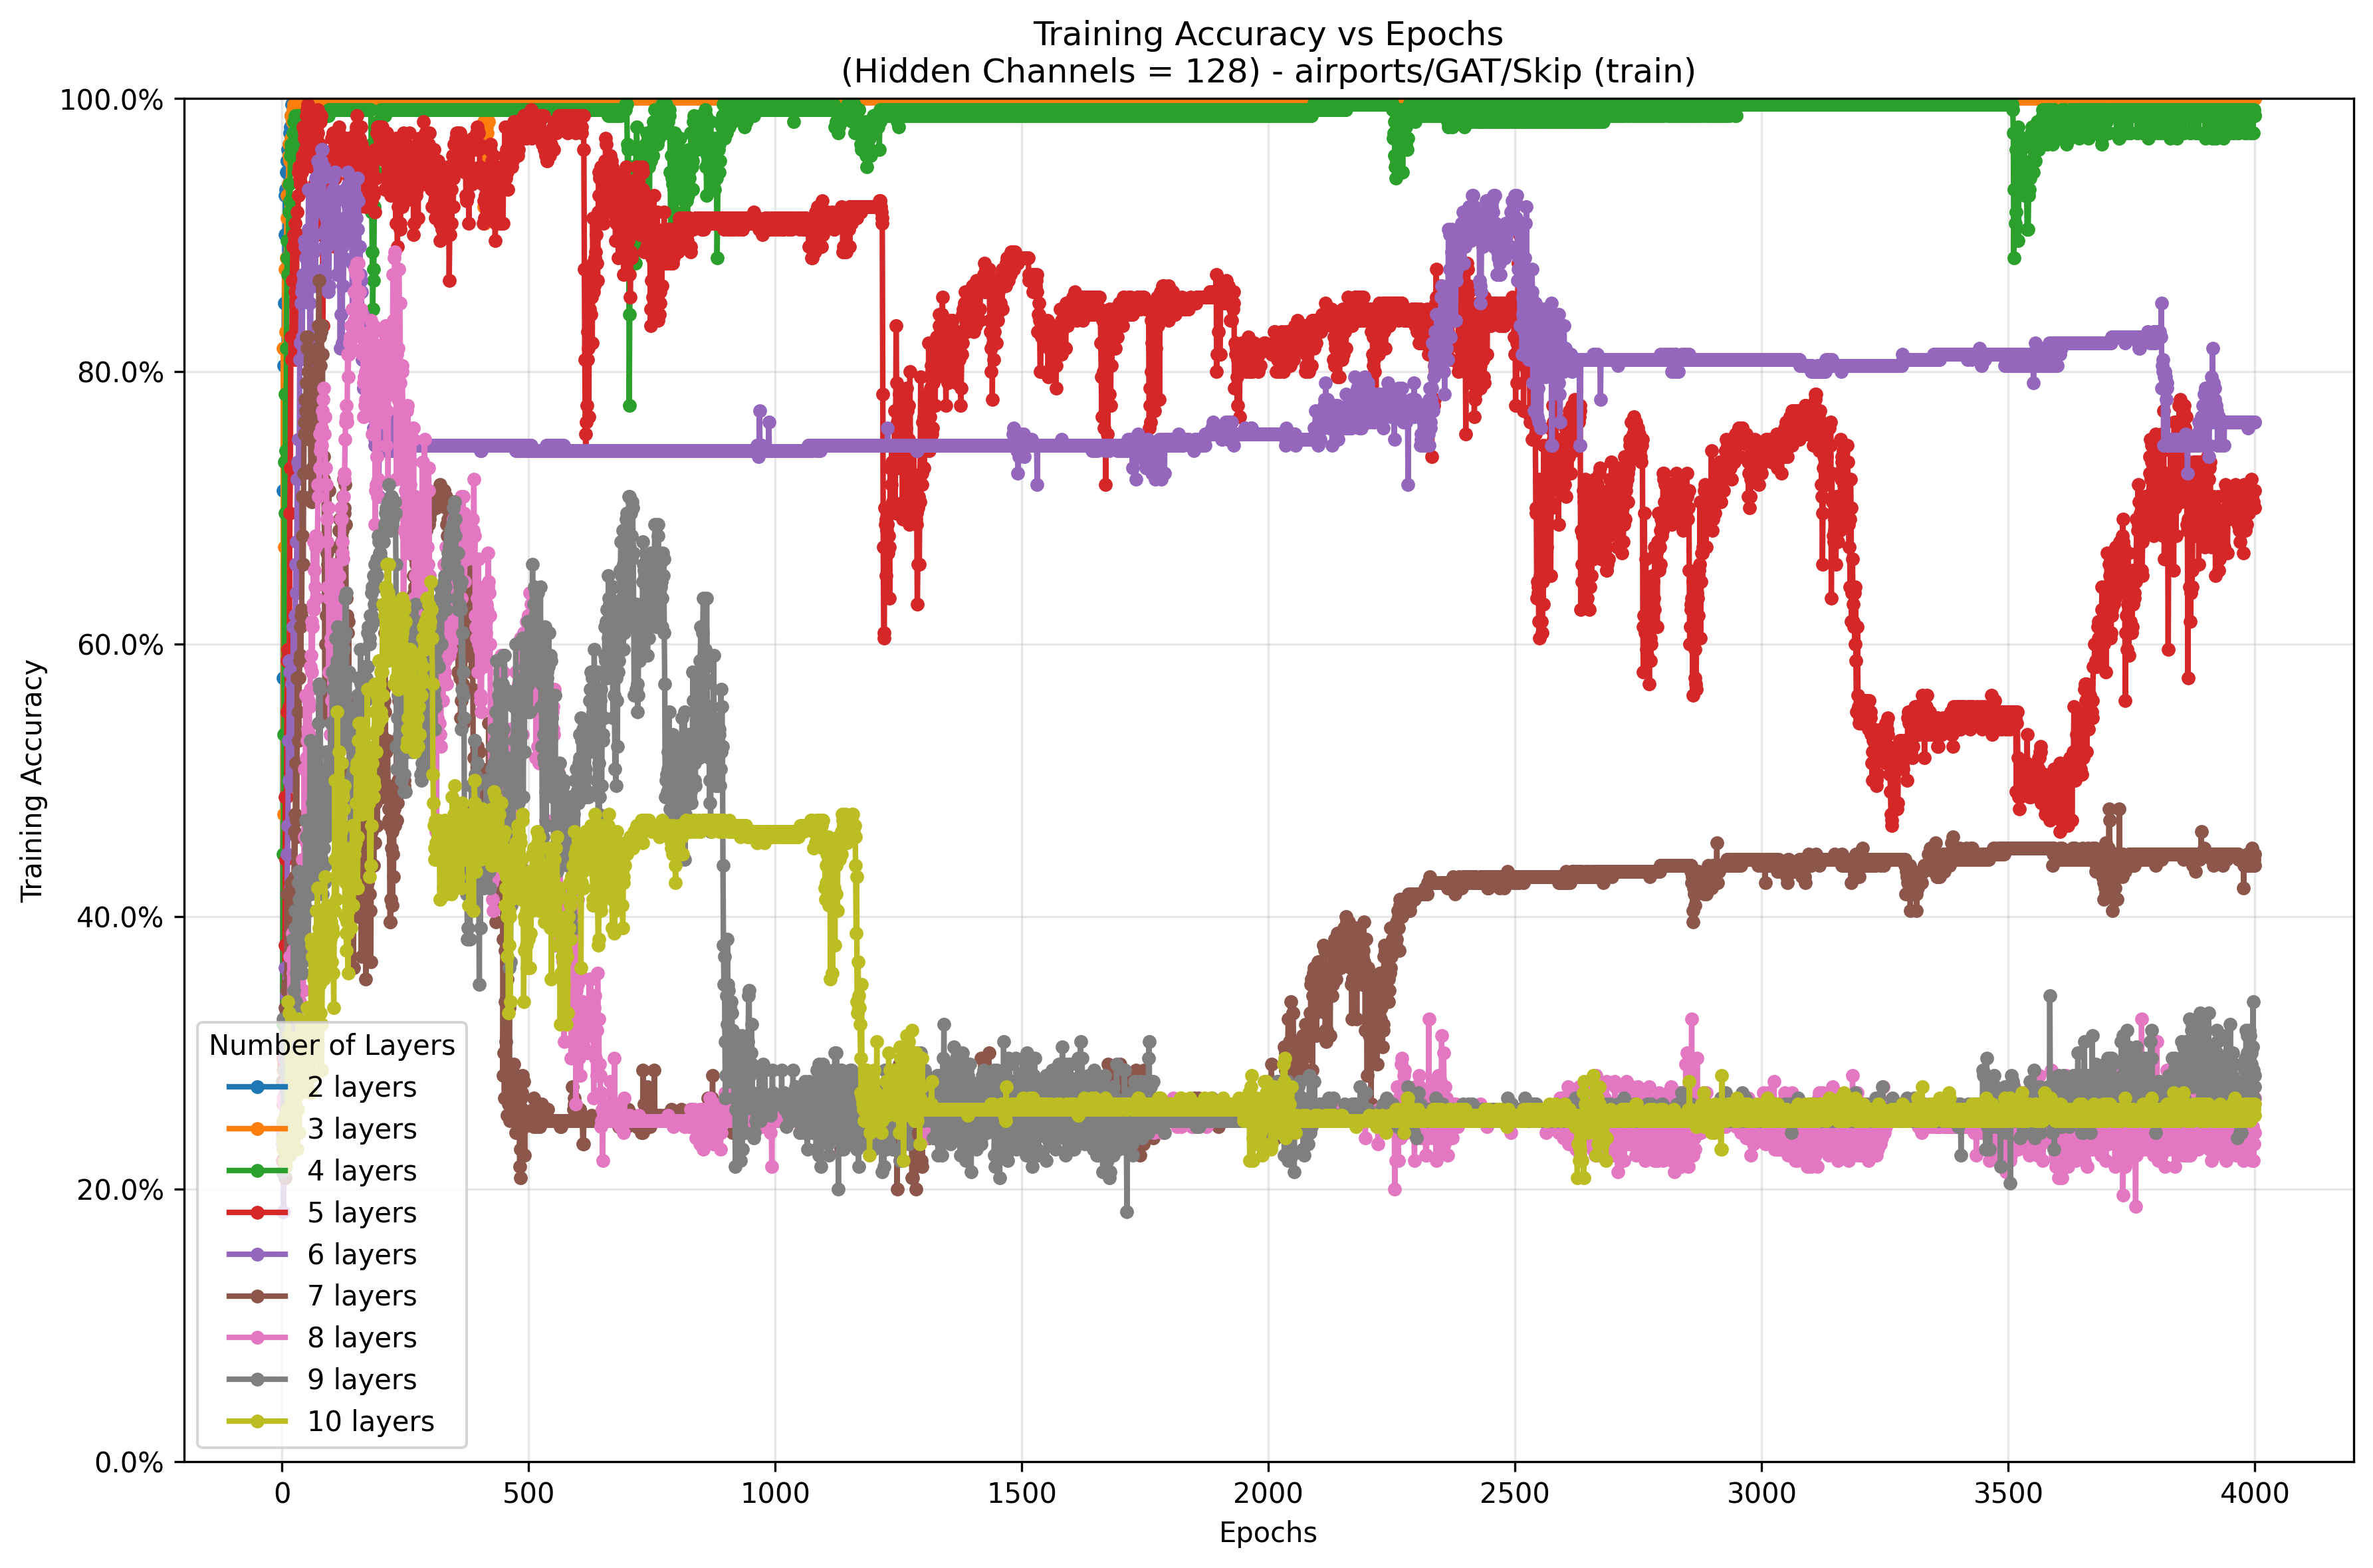 Training Accuracy vs Epochs
(Hidden Channels = 128) - airports/GAT/Skip (train)
100.0%
80.0%
60.0%
40.0%
20.0%
0.0%
Training Accuracy
Number of Layers
2 layers
3 layers
4 layers
5 layers
6 layers
7 layers
8 layers
9 layers
10 layers
0 500 1000 1500 2000 2500 3000 3500 4000
Epochs